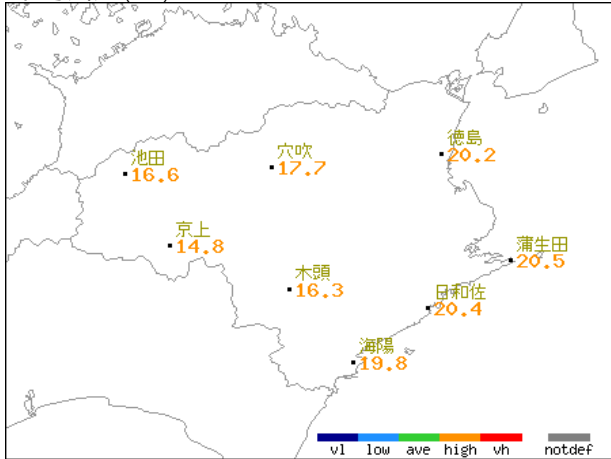 徳島
20.2
穴吹
17.7
池田
16.6
京上
14.8
蒲生田
20.5
木頭
16.3
日和佐
20.4
海陽
19.8
vl low ave high vh notdef